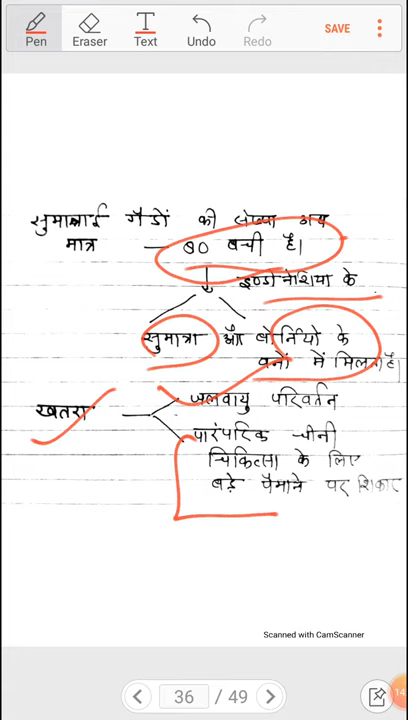 Pen Eraser Text Undo Redo SAVE
सुमात्राई गैंडों की संख्या अब
मात्र — 80 बची है।
इण्डोनेशिया के
सुमात्रा और बोर्नियो के
वनों में मिलता है।
खतरा — जलवायु परिवर्तन
पारंपरिक चीनी
चिकित्सा के लिए
बड़े पैमाने पर शिकार
Scanned with CamScanner
36 / 49
14